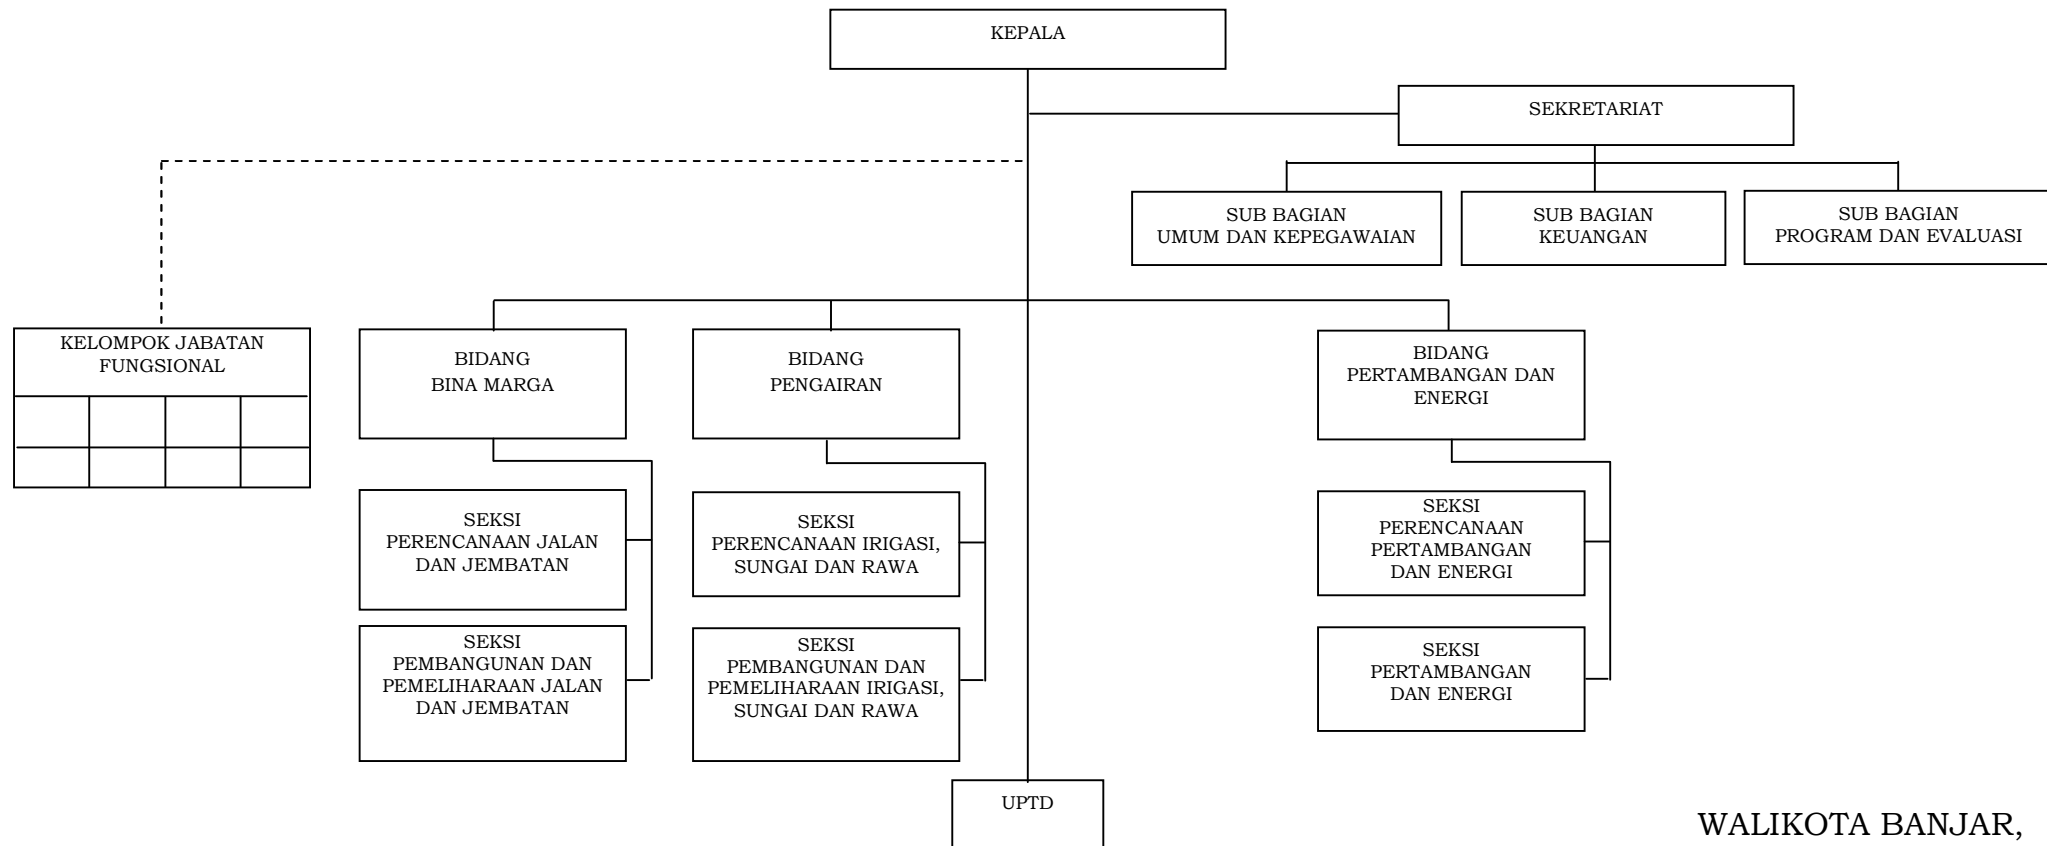 KEPALA
SEKRETARIAT
SUB BAGIAN
UMUM DAN KEPEGAWAIAN
SUB BAGIAN
KEUANGAN
SUB BAGIAN
PROGRAM DAN EVALUASI
KELOMPOK JABATAN
FUNGSIONAL
BIDANG
BINA MARGA
BIDANG
PENGAIRAN
BIDANG
PERTAMBANGAN DAN
ENERGI
SEKSI
PERENCANAAN JALAN
DAN JEMBATAN
SEKSI
PERENCANAAN IRIGASI,
SUNGAI DAN RAWA
SEKSI
PERENCANAAN
PERTAMBANGAN
DAN ENERGI
SEKSI
PEMBANGUNAN DAN
PEMELIHARAAN JALAN
DAN JEMBATAN
SEKSI
PEMBANGUNAN DAN
PEMELIHARAAN IRIGASI,
SUNGAI DAN RAWA
SEKSI
PERTAMBANGAN
DAN ENERGI
UPTD
WALIKOTA BANJAR,